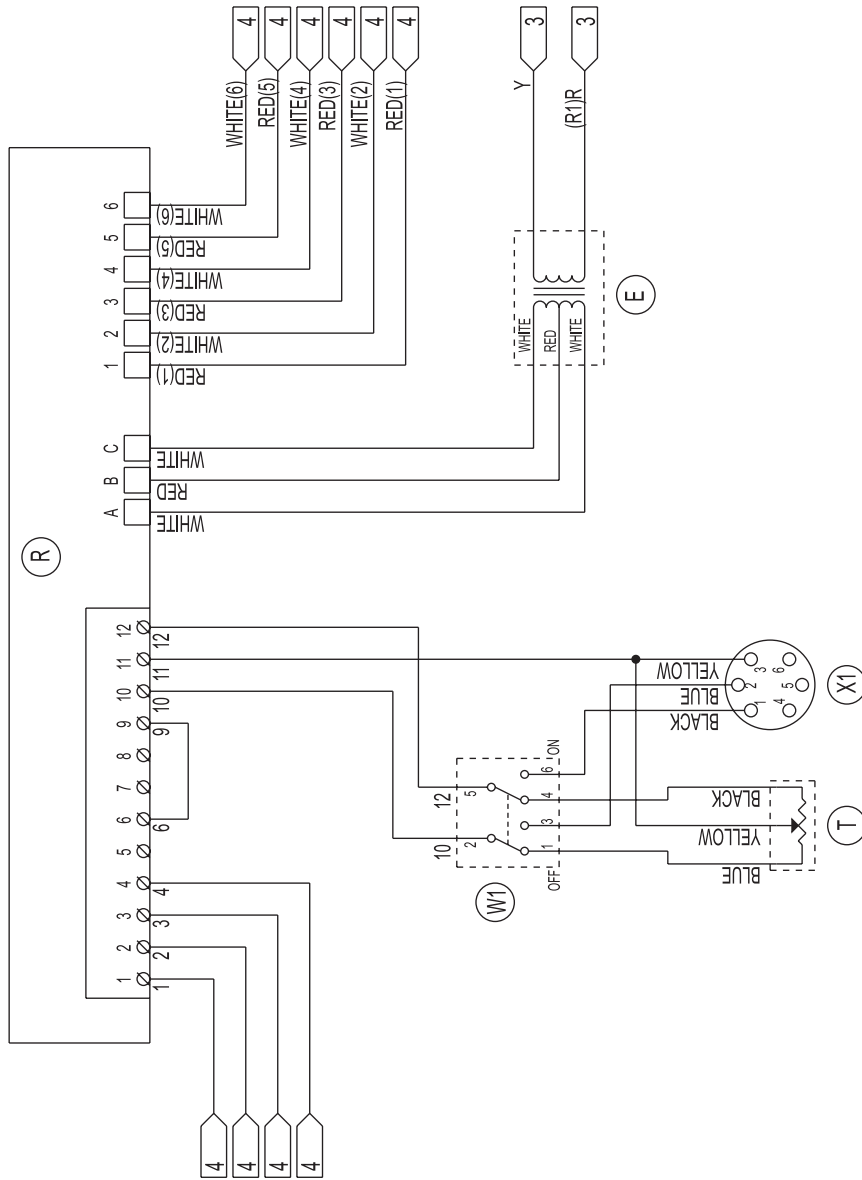 R
1 2 3 4 5 6 7 8 9 10 11 12
1 2 3 4 6 9 10 11 12
A B C
WHITE RED WHITE
1 2 3 4 5 6
RED(1) WHITE(2) RED(3) WHITE(4) RED(5) WHITE(6)
WHITE(6) 4
RED(5) 4
WHITE(4) 4
RED(3) 4
WHITE(2) 4
RED(1) 4
4
4
4
4
Y 3
(R1)R 3
WHITE
RED
WHITE
E
W1
10 12
2 5
1 3 4 6
OFF ON
BLACK BLUE YELLOW
1 2 3
4 5 6
X1
BLUE YELLOW BLACK
T